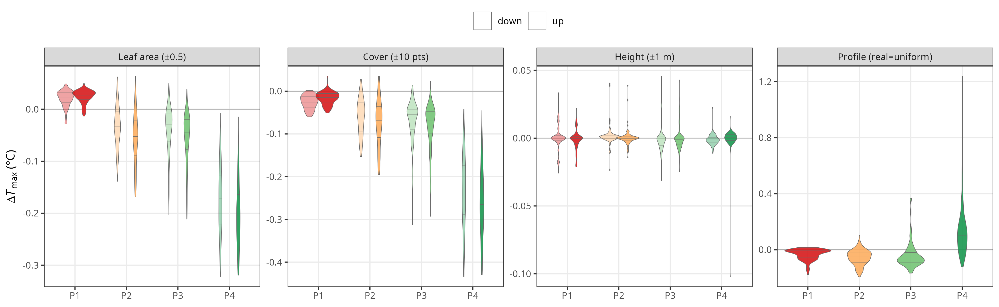 down up
Leaf area (±0.5)
Cover (±10 pts)
Height (±1 m)
Profile (real−uniform)
ΔTmax (°C)
0.0
-0.1
-0.2
-0.3
P1 P2 P3 P4
0.0
-0.1
-0.2
-0.3
-0.4
P1 P2 P3 P4
0.05
0.00
-0.05
-0.10
P1 P2 P3 P4
1.2
0.8
0.4
0.0
P1 P2 P3 P4